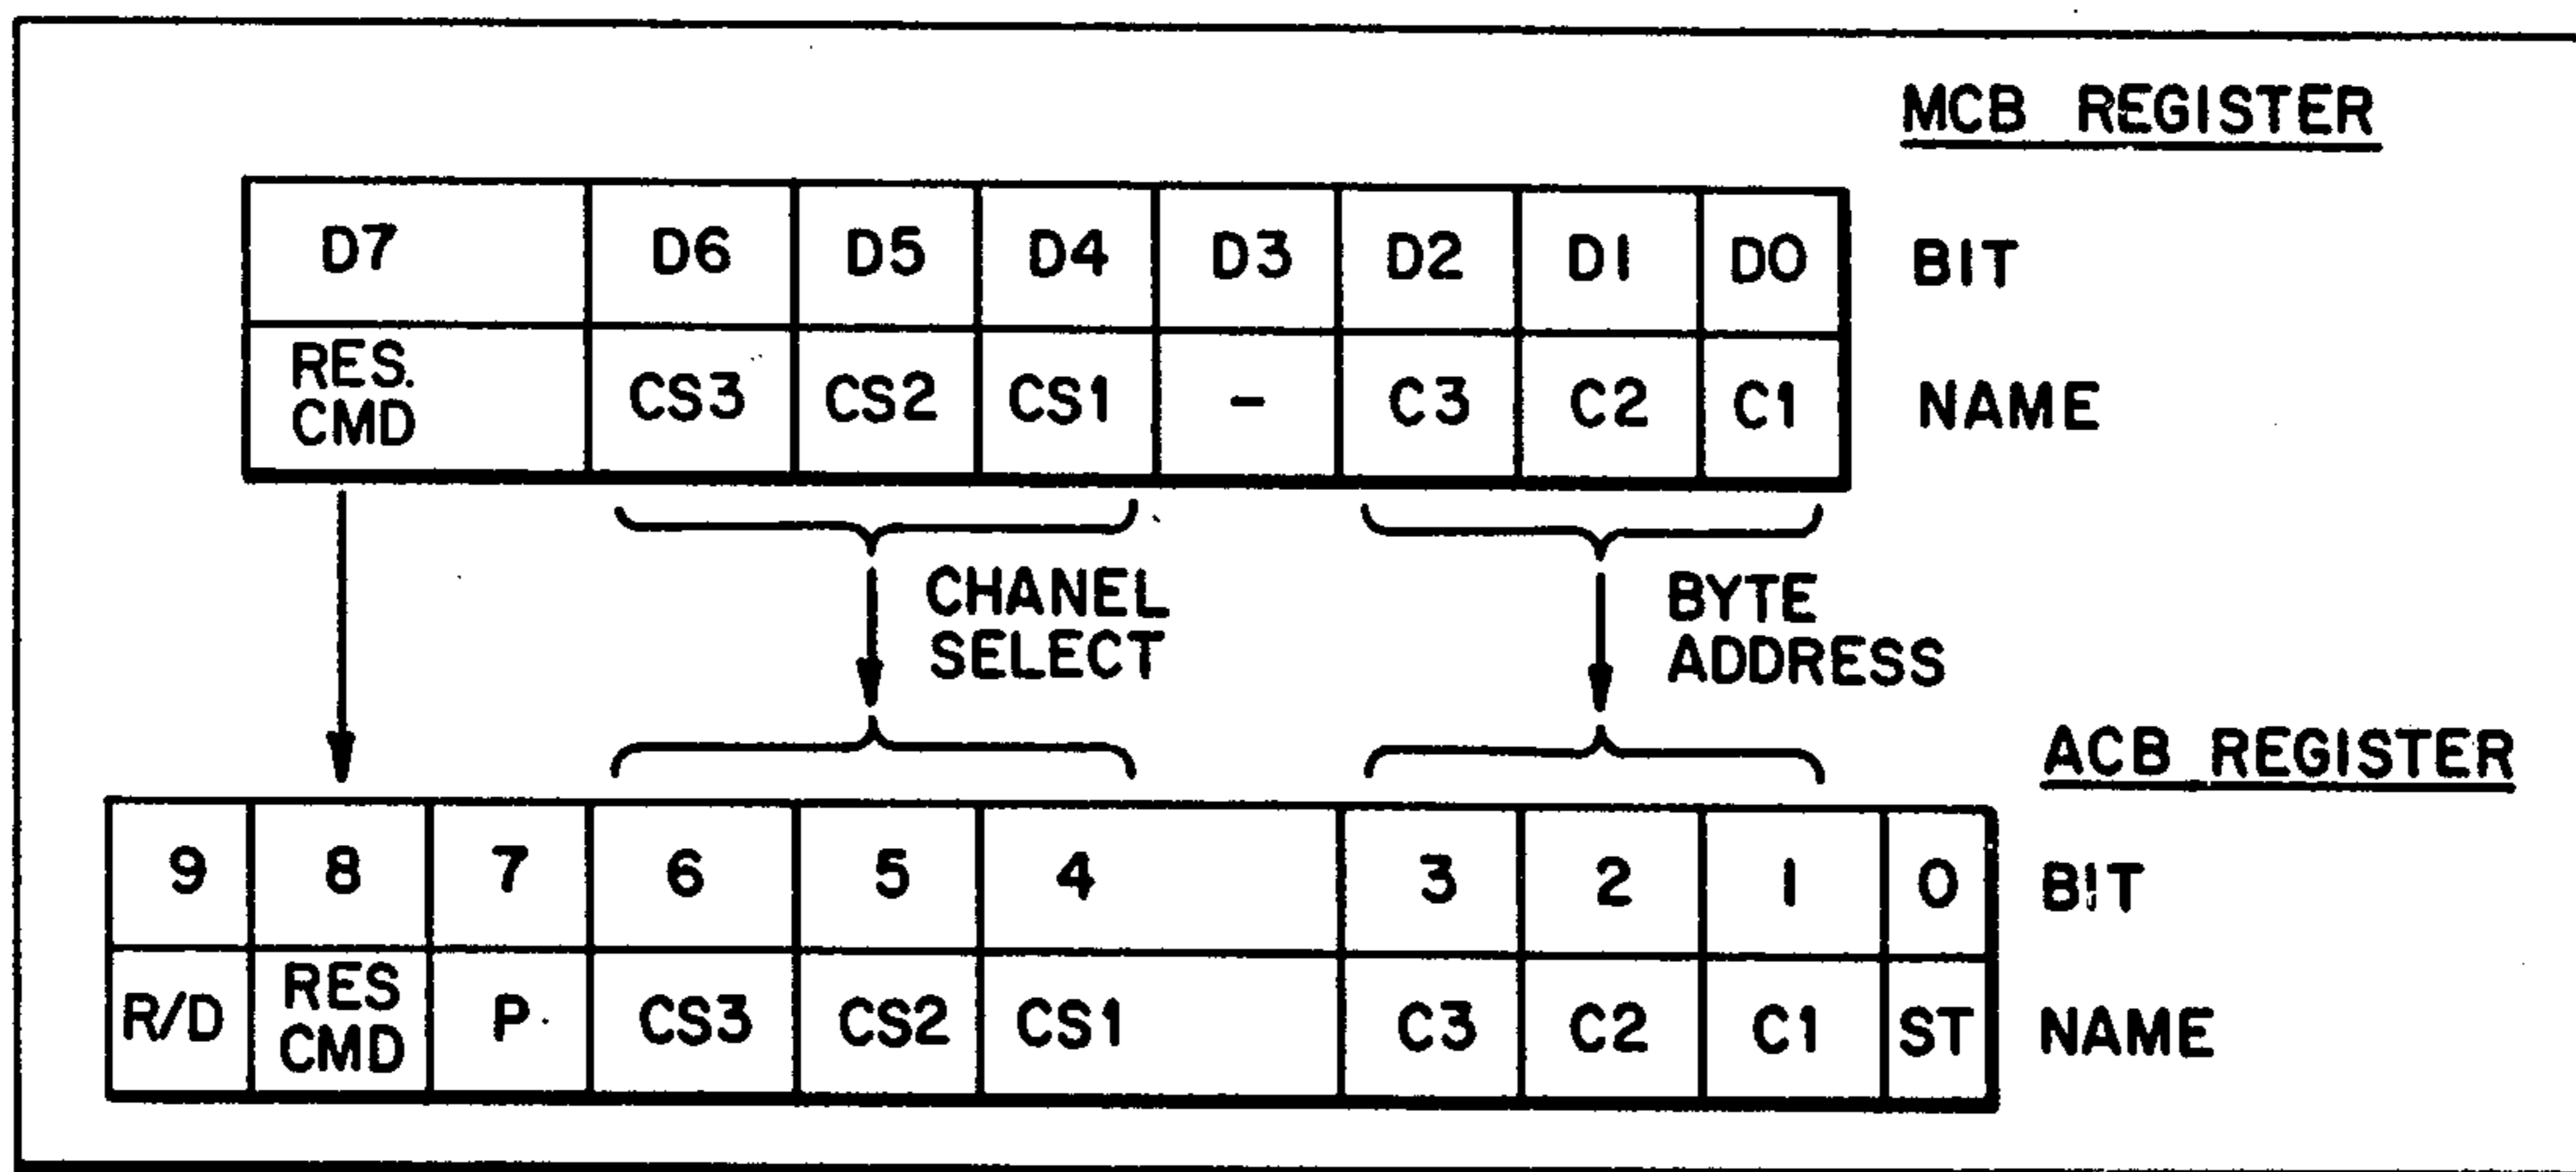 MCB REGISTER
D7 D6 D5 D4 D3 D2 D1 D0 BIT
RES. CMD CS3 CS2 CS1 - C3 C2 C1 NAME
CHANEL
SELECT
BYTE
ADDRESS
ACB REGISTER
9 8 7 6 5 4 3 2 1 0 BIT
R/D RES CMD P CS3 CS2 CS1 C3 C2 C1 ST NAME